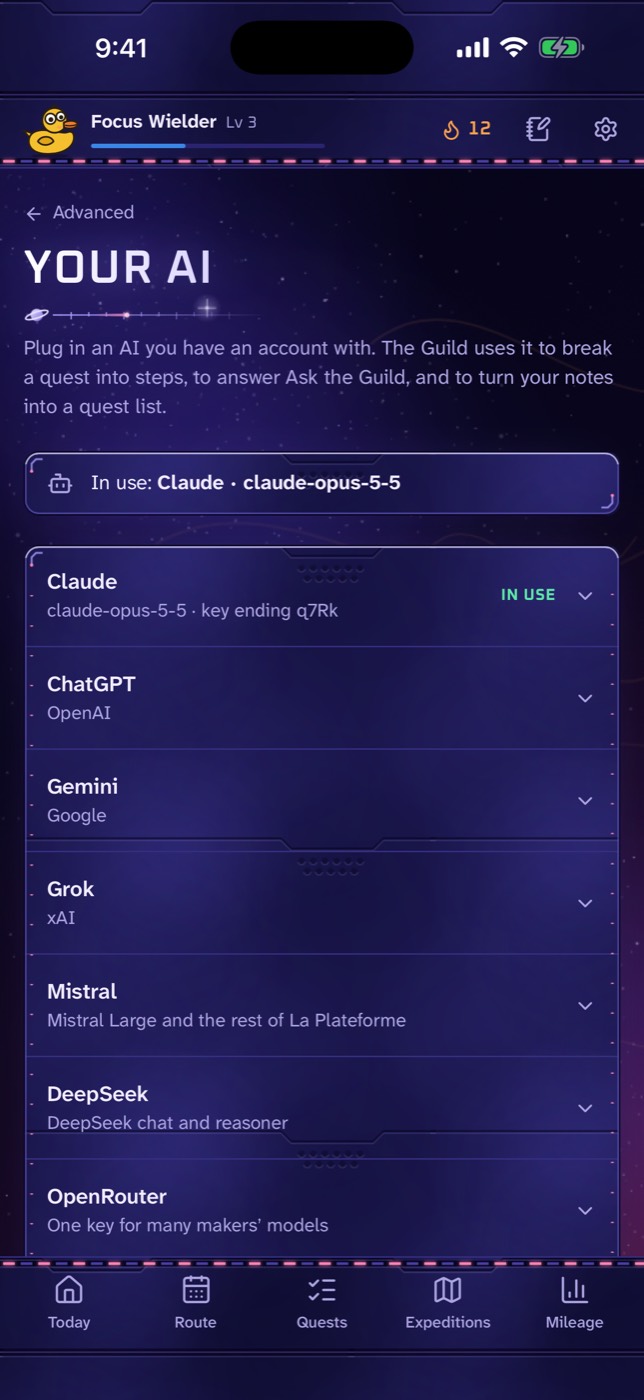 9:41
Focus Wielder Lv 3
12
Advanced
YOUR AI
Plug in an AI you have an account with. The Guild uses it to break
a quest into steps, to answer Ask the Guild, and to turn your notes
into a quest list.
In use: Claude · claude-opus-5-5
Claude
claude-opus-5-5 · key ending q7Rk
IN USE
ChatGPT
OpenAI
Gemini
Google
Grok
xAI
Mistral
Mistral Large and the rest of La Plateforme
DeepSeek
DeepSeek chat and reasoner
OpenRouter
One key for many makers’ models
Today
Route
Quests
Expeditions
Mileage